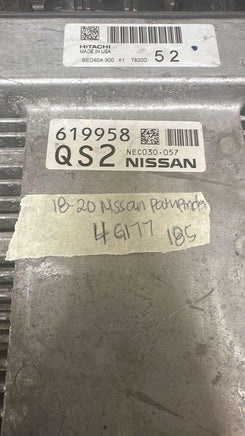 HITACHI
MADE IN USA
BED40A-300 A1 7820D 52
619958
QS2 NEC030-057
NISSAN
18-20 Nissan Pathfinder
4G177 185